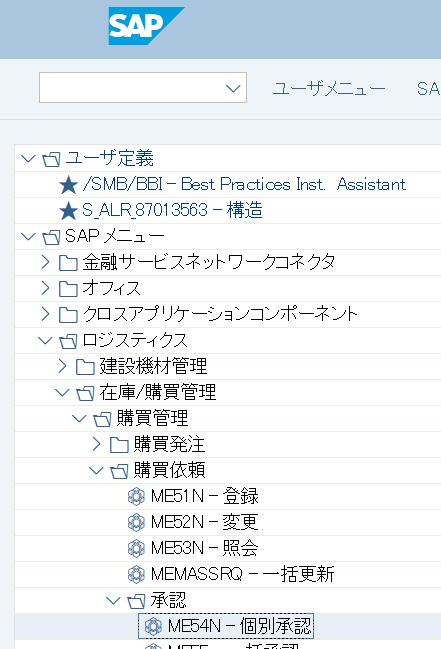 SAP
ユーザメニュー SA
ユーザ定義
/SMB/BBI – Best Practices Inst. Assistant
S_ALR_87013563 – 構造
SAP メニュー
金融サービスネットワークコネクタ
オフィス
クロスアプリケーションコンポーネント
ロジスティクス
建設機材管理
在庫/購買管理
購買管理
購買発注
購買依頼
ME51N – 登録
ME52N – 変更
ME53N – 照会
MEMASSRQ – 一括更新
承認
ME54N – 個別承認